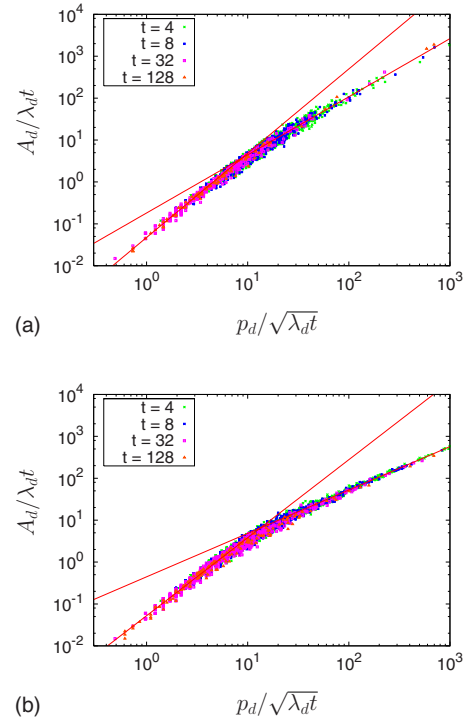 10^4
10^3
10^2
10^1
10^0
10^-1
10^-2
A_d/λ_d t
t = 4
t = 8
t = 32
t = 128
10^0
10^1
10^2
10^3
(a)
p_d/√λ_d t
10^4
10^3
10^2
10^1
10^0
10^-1
10^-2
A_d/λ_d t
t = 4
t = 8
t = 32
t = 128
10^0
10^1
10^2
10^3
(b)
p_d/√λ_d t